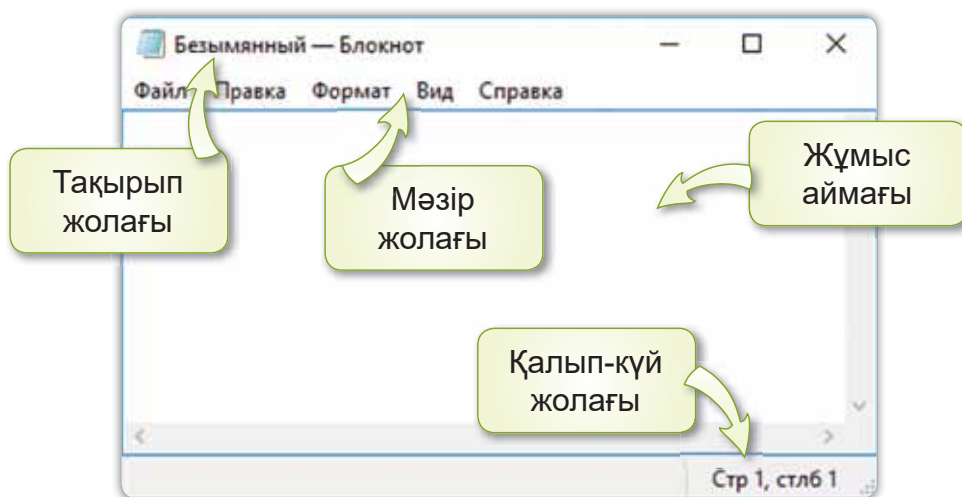 Безымянный — Блокнот
Файл Правка Формат Вид Справка
Тақырып
жолағы
Мәзір
жолағы
Жұмыс
аймағы
Қалып-күй
жолағы
Стр 1, стлб 1